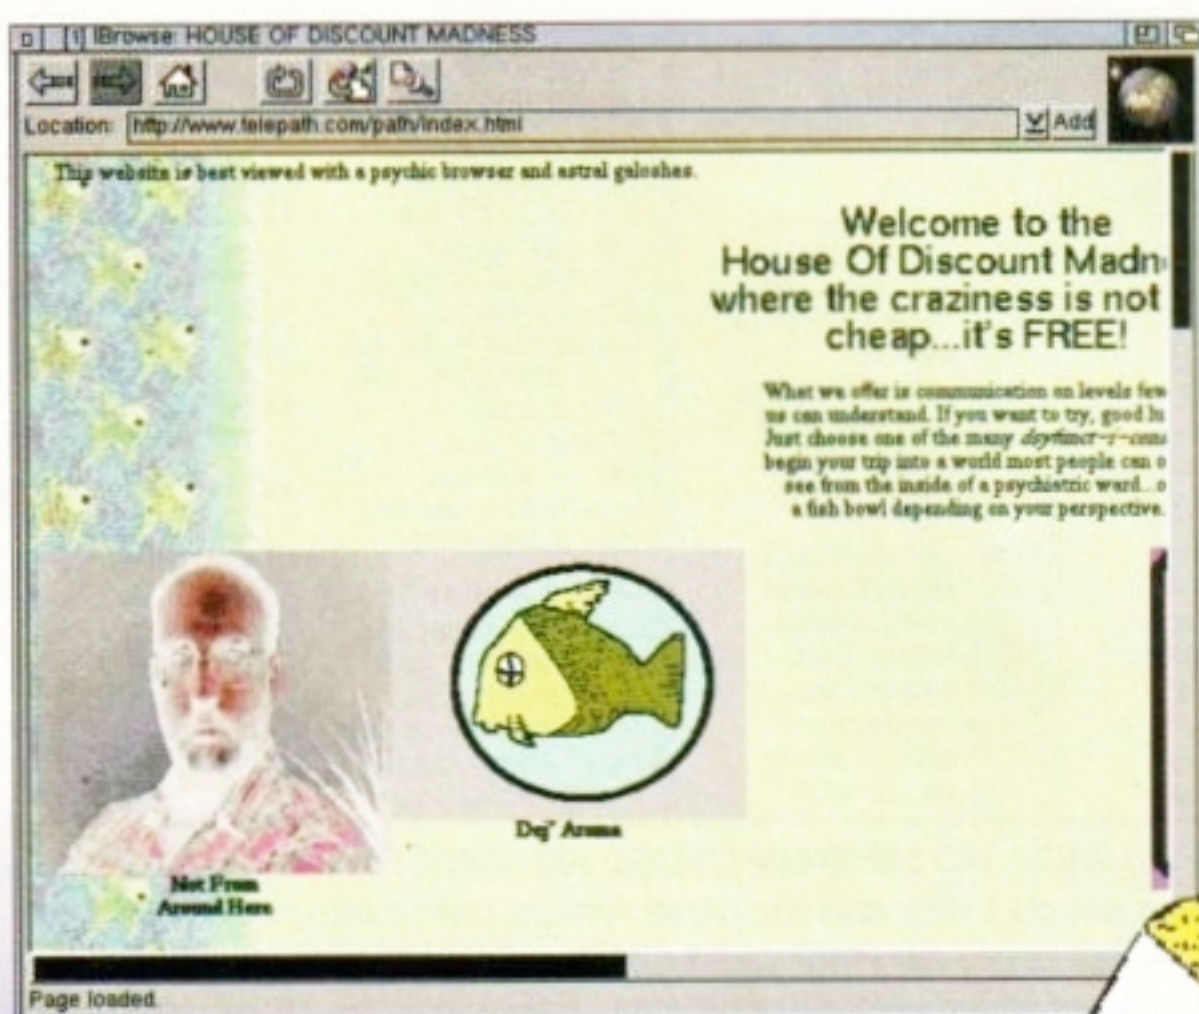 [1] IBrowse: HOUSE OF DISCOUNT MADNESS
Location: http://www.telepath.com/path/index.html
Add
This website is best viewed with a psychic browser and astral galoshes.
Welcome to the
House Of Discount Madn
where the craziness is not
cheap...it's FREE!
What we offer is communication on levels few
us can understand. If you want to try, good lu
Just choose one of the many
begin your trip into a world most people can o
see from the inside of a psychiatric ward...o
a fish bowl depending on your perspective.
Dej" Aroma
Not From
Around Here
Page loaded.